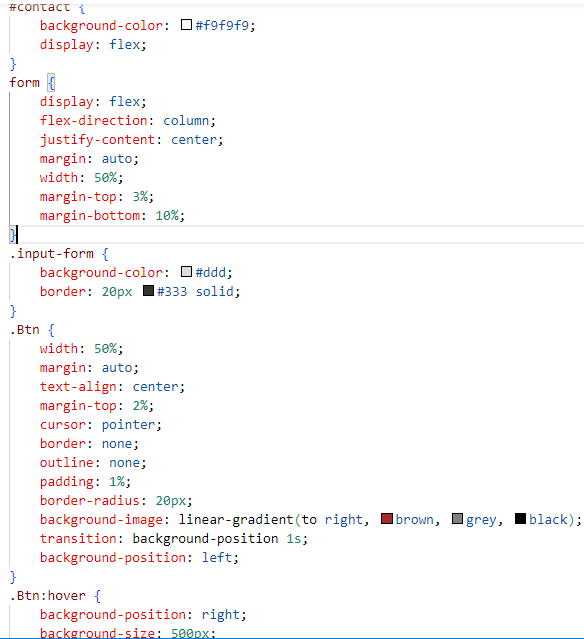 #contact {
    background-color: #f9f9f9;
    display: flex;
}
form {
    display: flex;
    flex-direction: column;
    justify-content: center;
    margin: auto;
    width: 50%;
    margin-top: 3%;
    margin-bottom: 10%;
}
.input-form {
    background-color: #ddd;
    border: 20px #333 solid;
}
.Btn {
    width: 50%;
    margin: auto;
    text-align: center;
    margin-top: 2%;
    cursor: pointer;
    border: none;
    outline: none;
    padding: 1%;
    border-radius: 20px;
    background-image: linear-gradient(to right, brown, grey, black);
    transition: background-position 1s;
    background-position: left;
}
.Btn:hover {
    background-position: right;
    background-size: 500px;